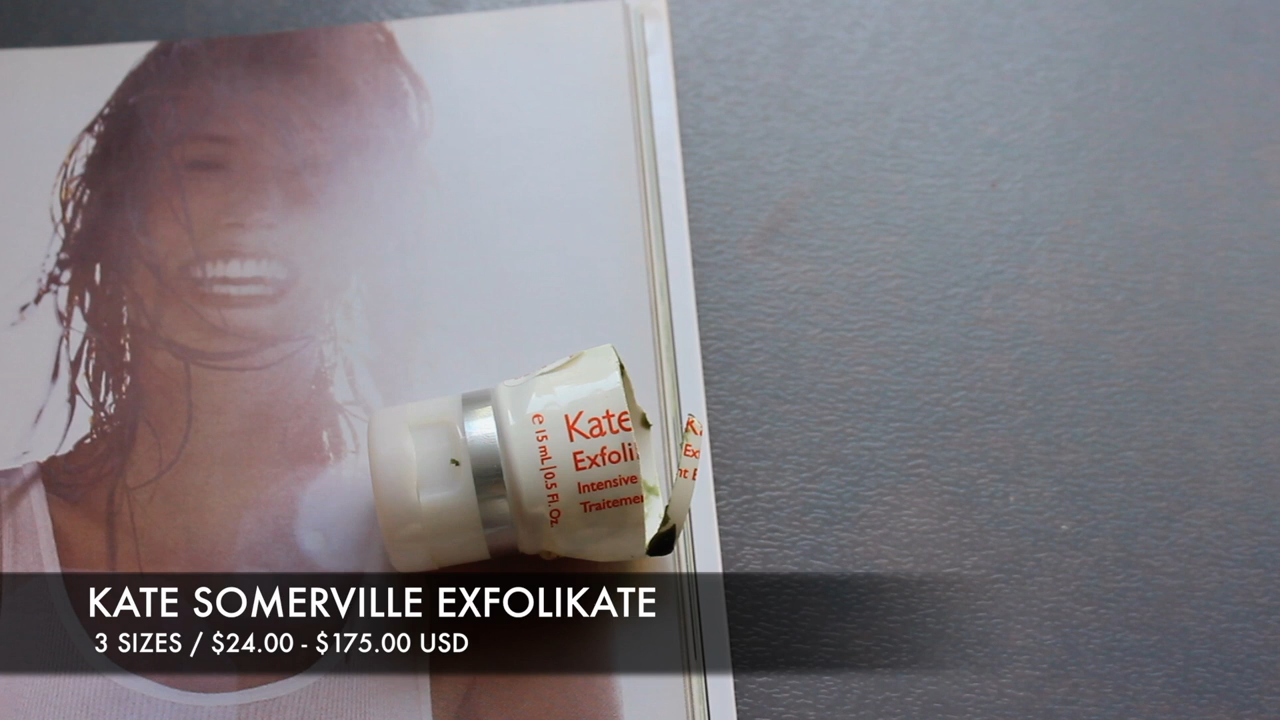 e 15 mL | 0.5 Fl. Oz.
Kate
Exfoli
Intensive
Traiteme
KATE SOMERVILLE EXFOLIKATE
3 SIZES / $24.00 - $175.00 USD